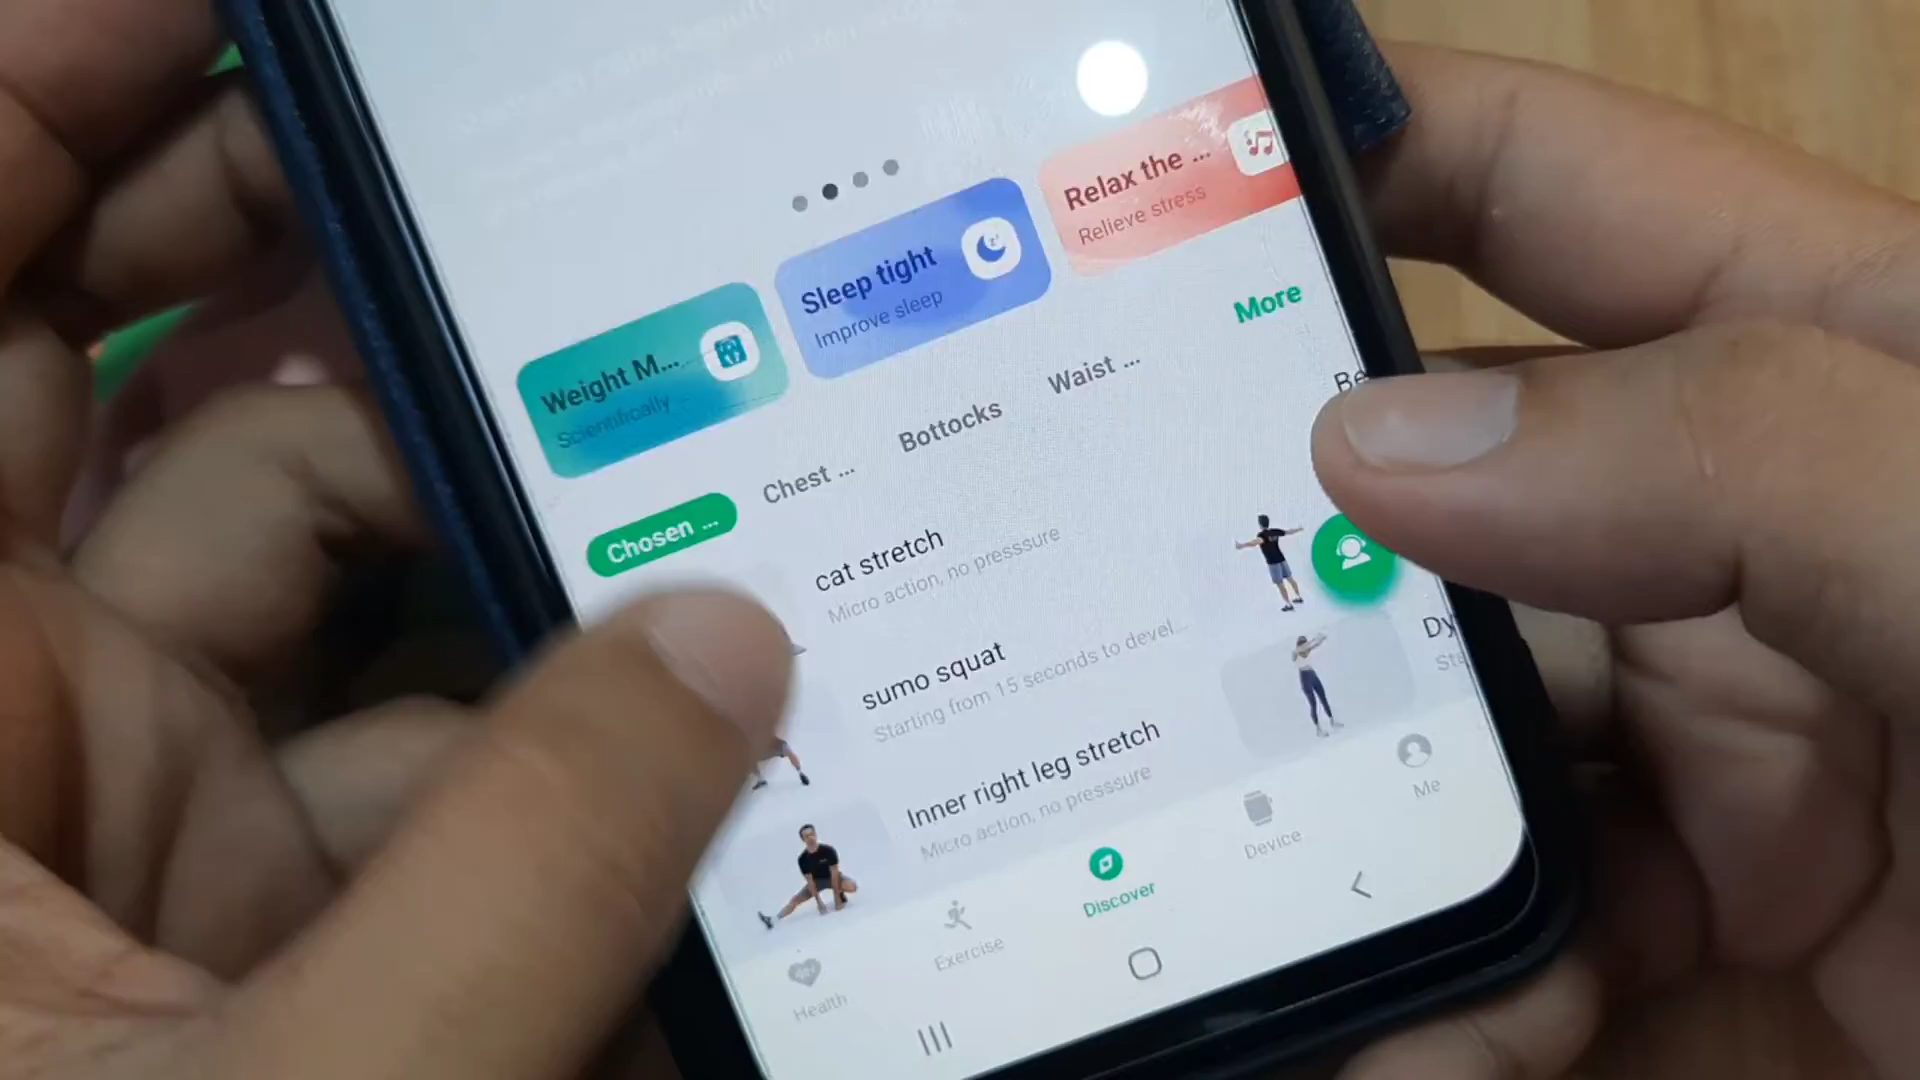 Weight M...
Scientifically
Sleep tight
Improve sleep
Relax the ...
Relieve stress
More
Chosen ...
Chest ...
Bottocks
Waist ...
Be
cat stretch
Micro action, no presssure
sumo squat
Starting from 15 seconds to devel...
Inner right leg stretch
Micro action, no presssure
Dy
Sta
Health
Exercise
Discover
Device
Me